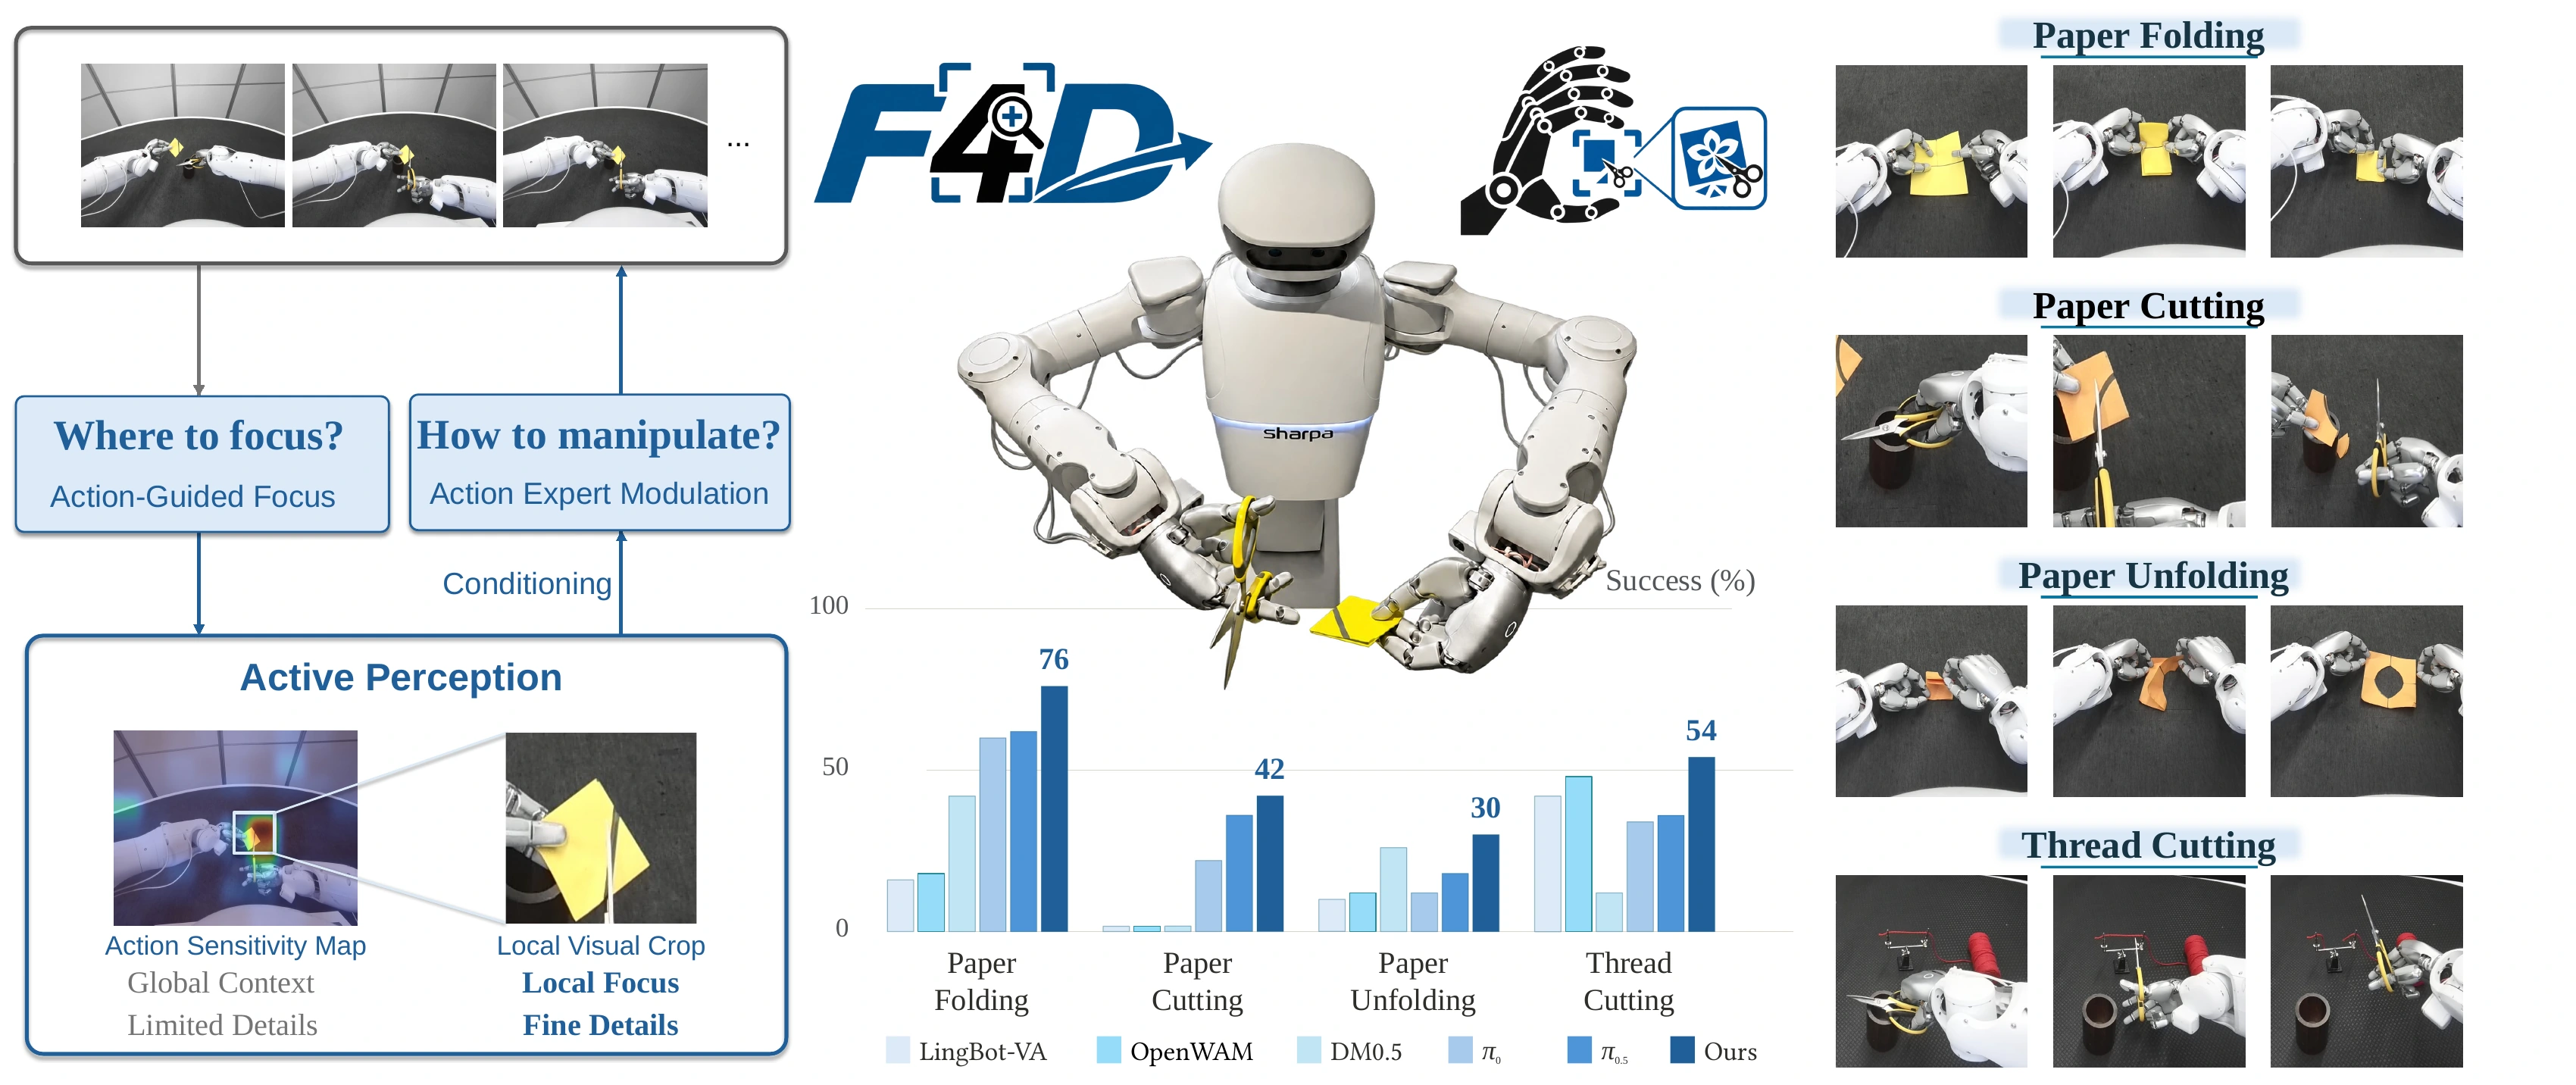 ...
Where to focus?
Action-Guided Focus
How to manipulate?
Action Expert Modulation
Conditioning
Active Perception
Action Sensitivity Map
Global Context
Limited Details
Local Visual Crop
Local Focus
Fine Details
F4D
sharpa
Success (%)
100
50
0
76
42
30
54
Paper
Folding
Paper
Cutting
Paper
Unfolding
Thread
Cutting
LingBot-VA
OpenWAM
DM0.5
π₀
π₀.₅
Ours
Paper Folding
Paper Cutting
Paper Unfolding
Thread Cutting